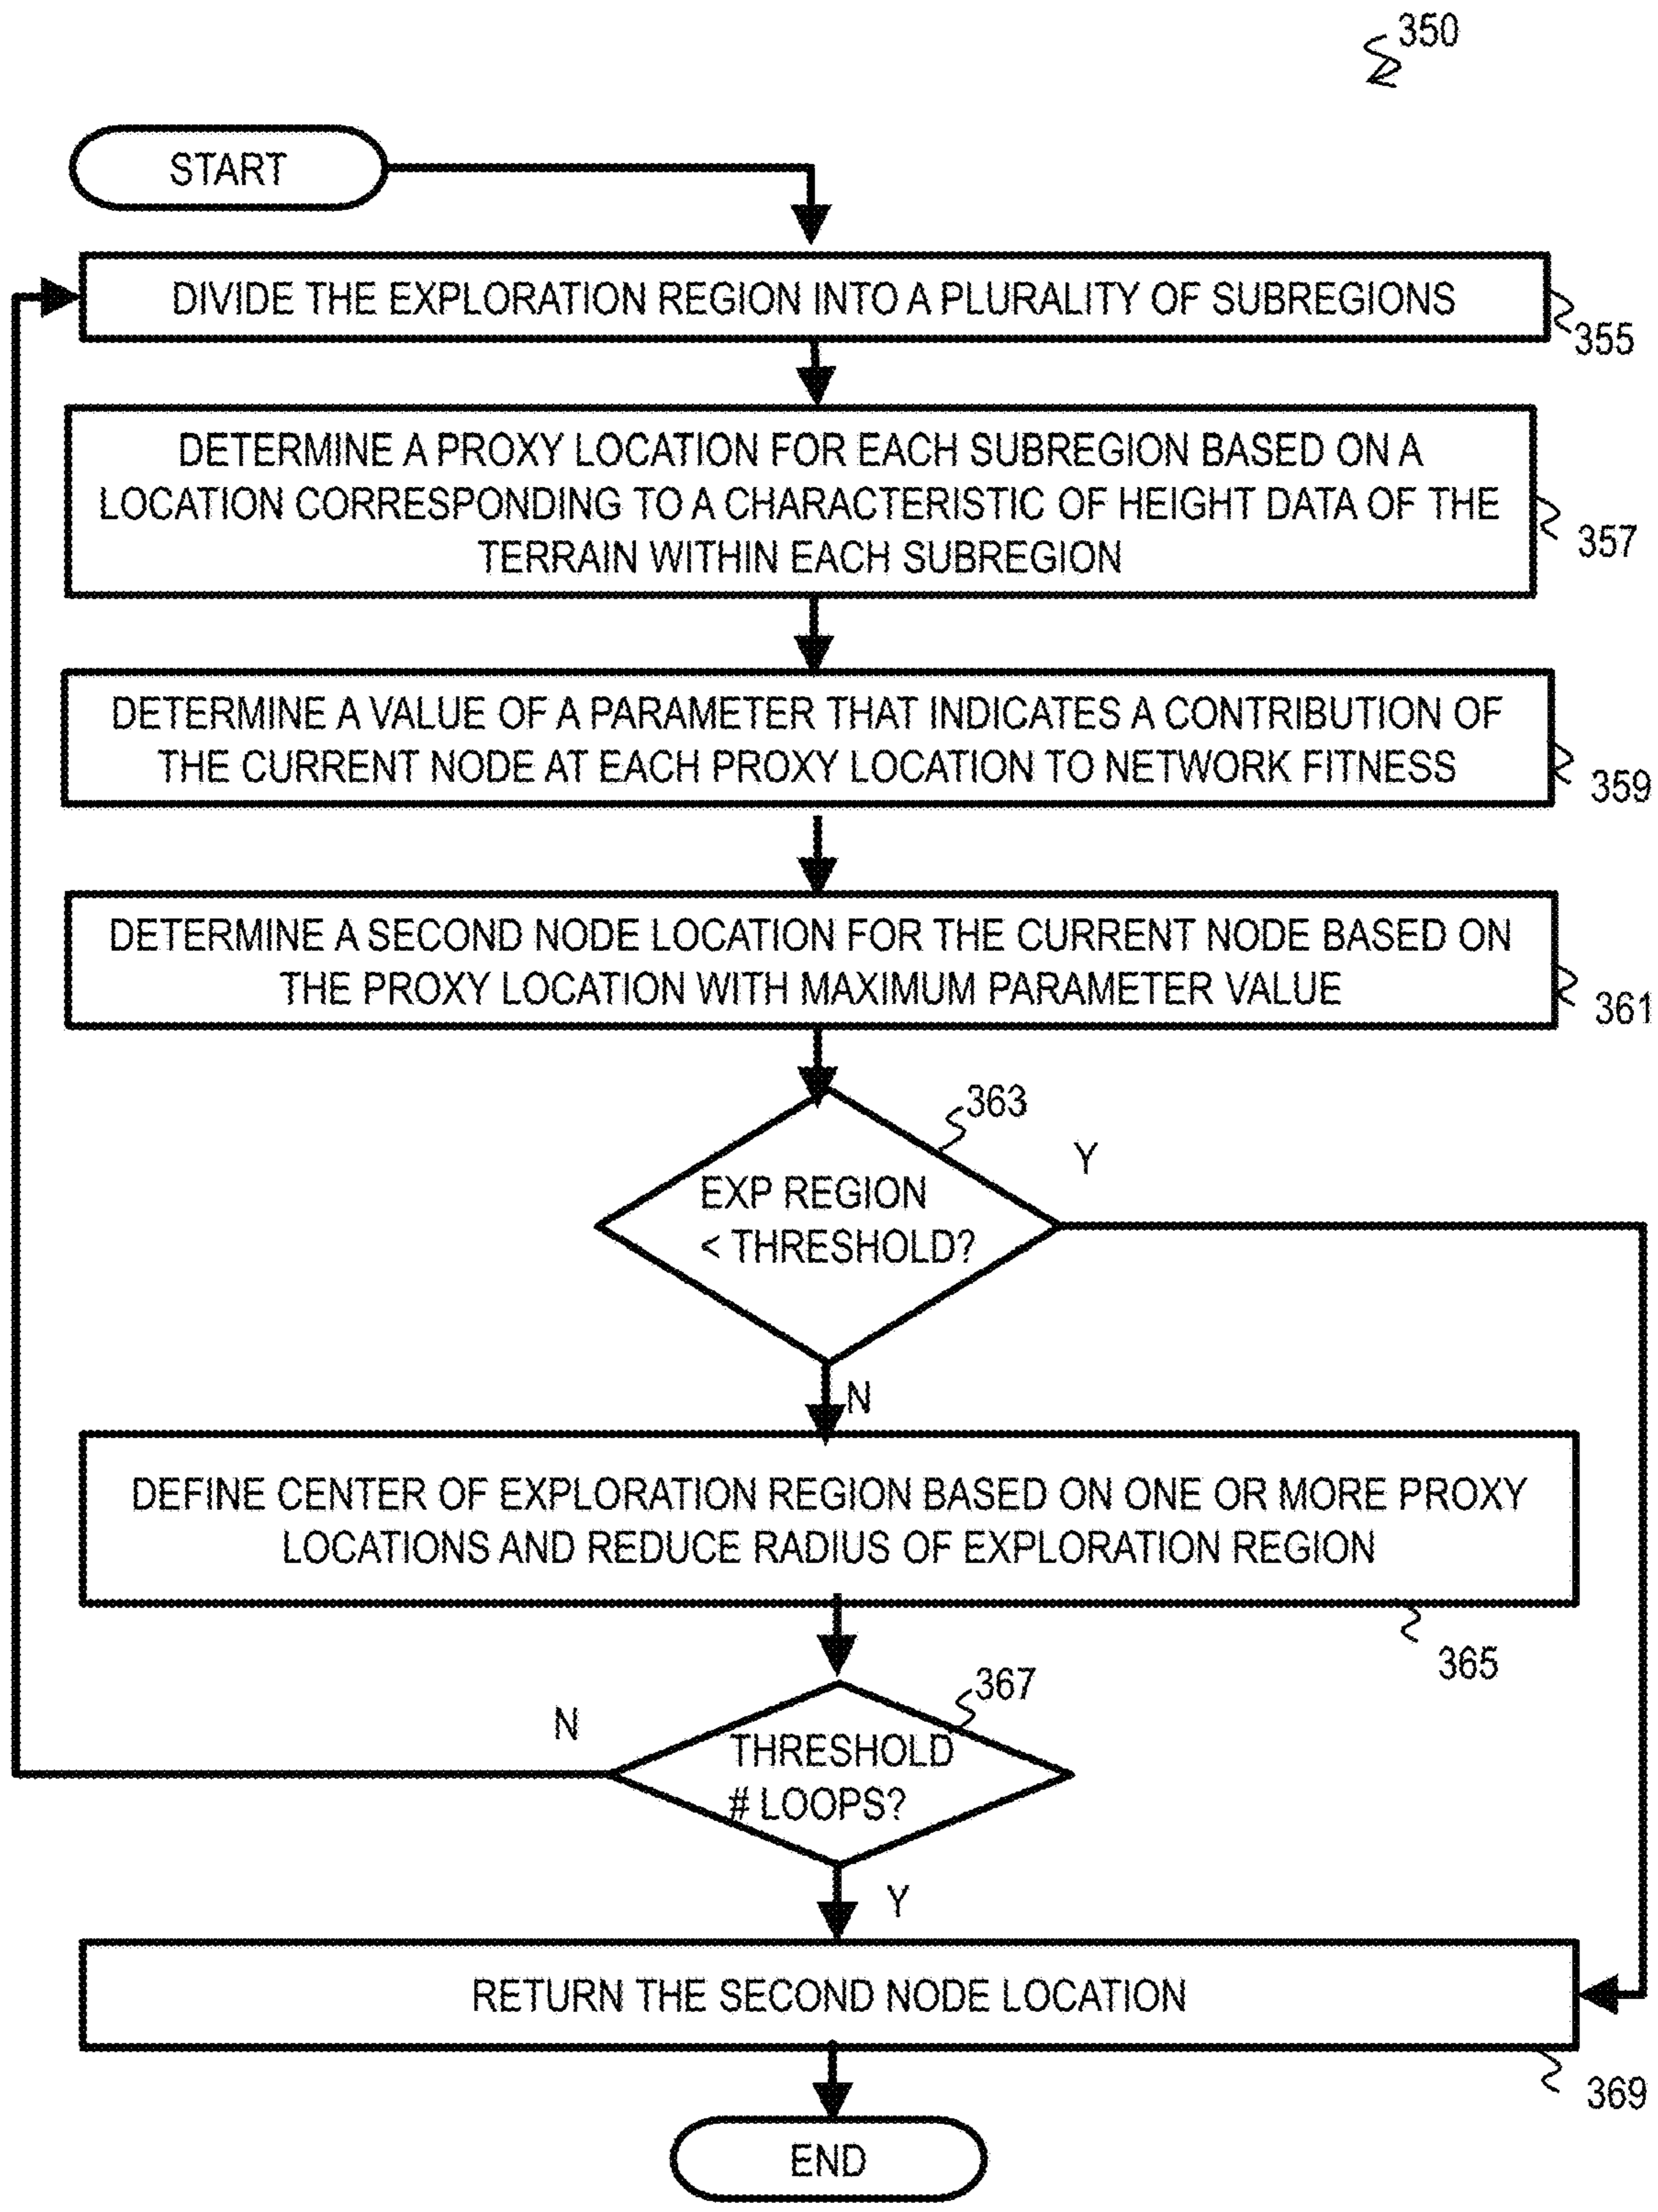 350
START
DIVIDE THE EXPLORATION REGION INTO A PLURALITY OF SUBREGIONS
355
DETERMINE A PROXY LOCATION FOR EACH SUBREGION BASED ON A
LOCATION CORRESPONDING TO A CHARACTERISTIC OF HEIGHT DATA OF THE
TERRAIN WITHIN EACH SUBREGION
357
DETERMINE A VALUE OF A PARAMETER THAT INDICATES A CONTRIBUTION OF
THE CURRENT NODE AT EACH PROXY LOCATION TO NETWORK FITNESS
359
DETERMINE A SECOND NODE LOCATION FOR THE CURRENT NODE BASED ON
THE PROXY LOCATION WITH MAXIMUM PARAMETER VALUE
361
363
Y
EXP REGION
< THRESHOLD?
N
DEFINE CENTER OF EXPLORATION REGION BASED ON ONE OR MORE PROXY
LOCATIONS AND REDUCE RADIUS OF EXPLORATION REGION
365
367
N
THRESHOLD
# LOOPS?
Y
RETURN THE SECOND NODE LOCATION
369
END